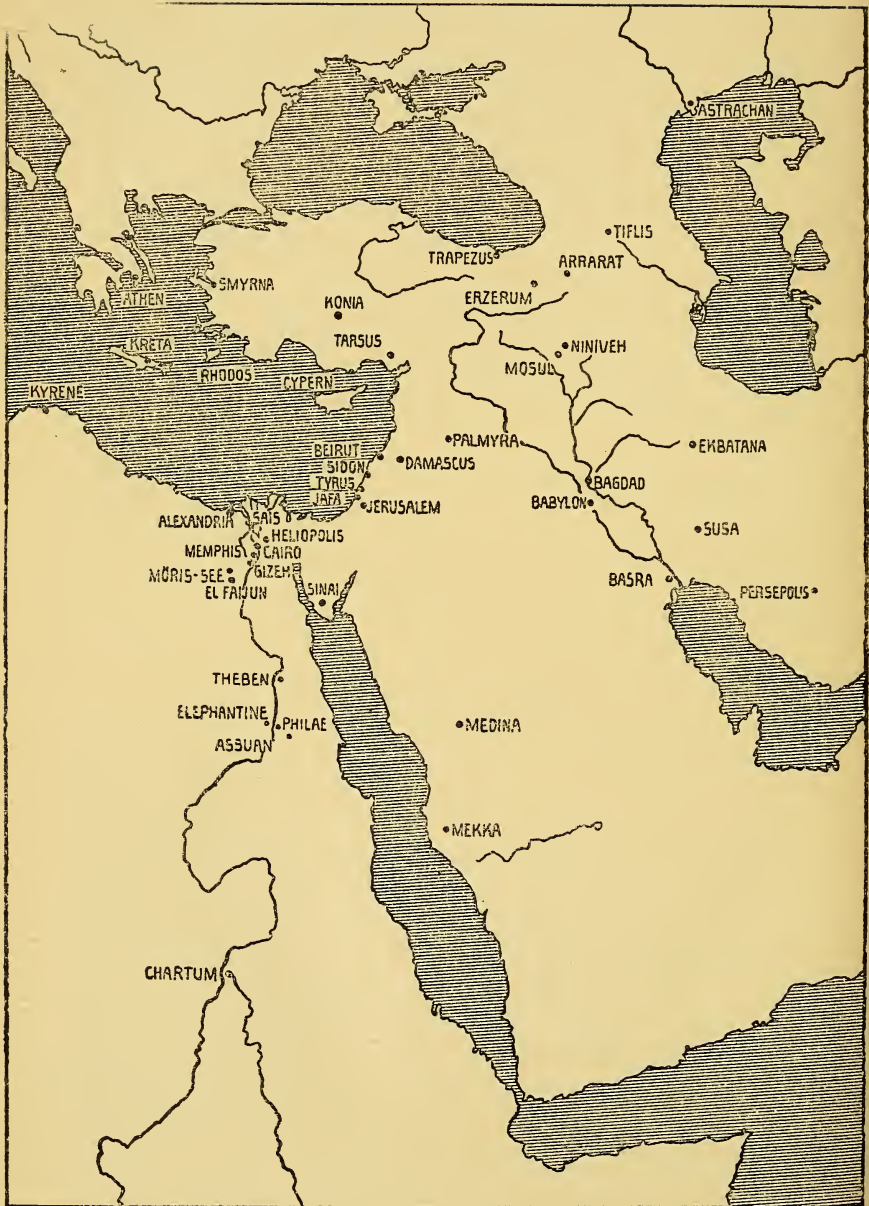 ASTRACHAN
TIFLIS
TRAPEZUS
ARRARAT
SMYRNA
ERZERUM
ATHEN
KONIA
KRETA
TARSUS
NINIVEH
MOSUL
RHODOS
CYPERN
KYRENE
PALMYRA
EKBATANA
BEIRUT
DAMASCUS
SIDON
TYRUS
BAGDAD
JAFA
BABYLON
JERUSALEM
ALEXANDRIA
SAIS
SUSA
HELIOPOLIS
MEMPHIS
CAIRO
GIZEH
MÖRIS-SEE
BASRA
SINAI
PERSEPOLIS
EL FAIJUN
THEBEN
ELEPHANTINE
PHILAE
MEDINA
ASSUAN
MEKKA
CHARTUM